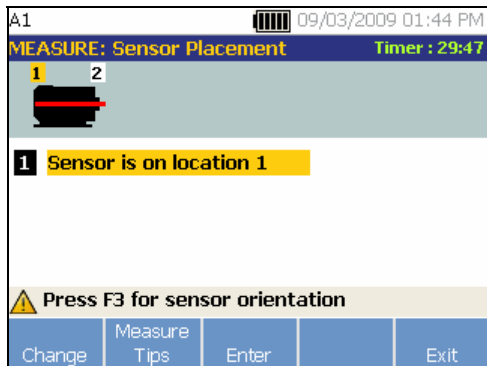 A1 09/03/2009 01:44 PM
MEASURE: Sensor Placement Timer : 29:47
1 2
1 Sensor is on location 1
Press F3 for sensor orientation
Change Measure Tips Enter Exit